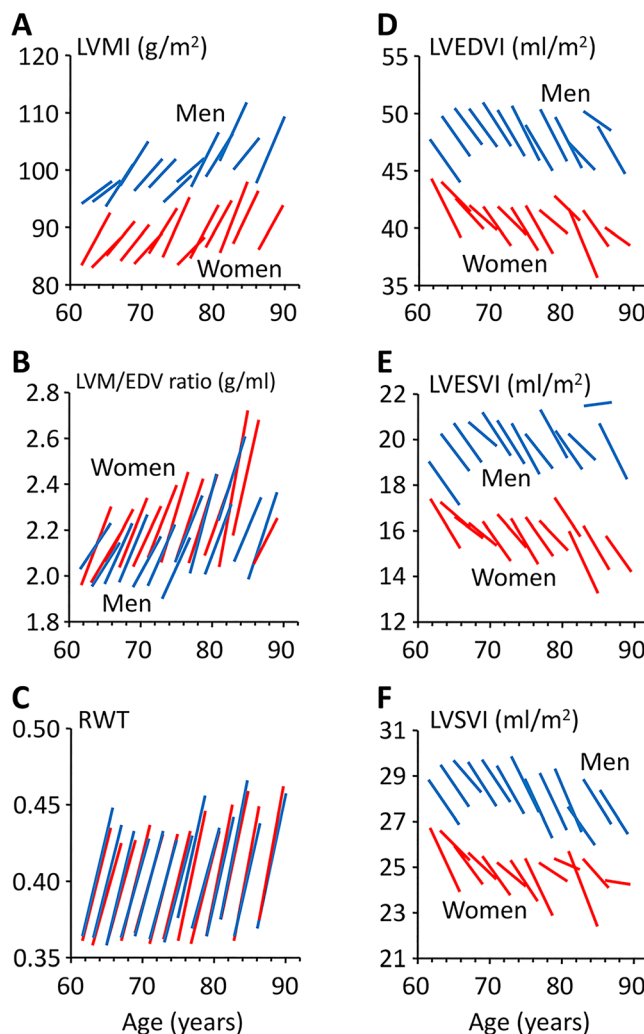 A
LVMI (g/m²)
120
110
100
90
80
Men
Women
60 70 80 90
B
LVM/EDV ratio (g/ml)
2.8
2.6
2.4
2.2
2.0
1.8
Women
Men
60 70 80 90
C
RWT
0.50
0.45
0.40
0.35
60 70 80 90
Age (years)
D
LVEDVI (ml/m²)
55
50
45
40
35
Men
Women
60 70 80 90
E
LVESVI (ml/m²)
22
20
18
16
14
12
Men
Women
60 70 80 90
F
LVSVI (ml/m²)
31
29
27
25
23
21
Men
Women
60 70 80 90
Age (years)